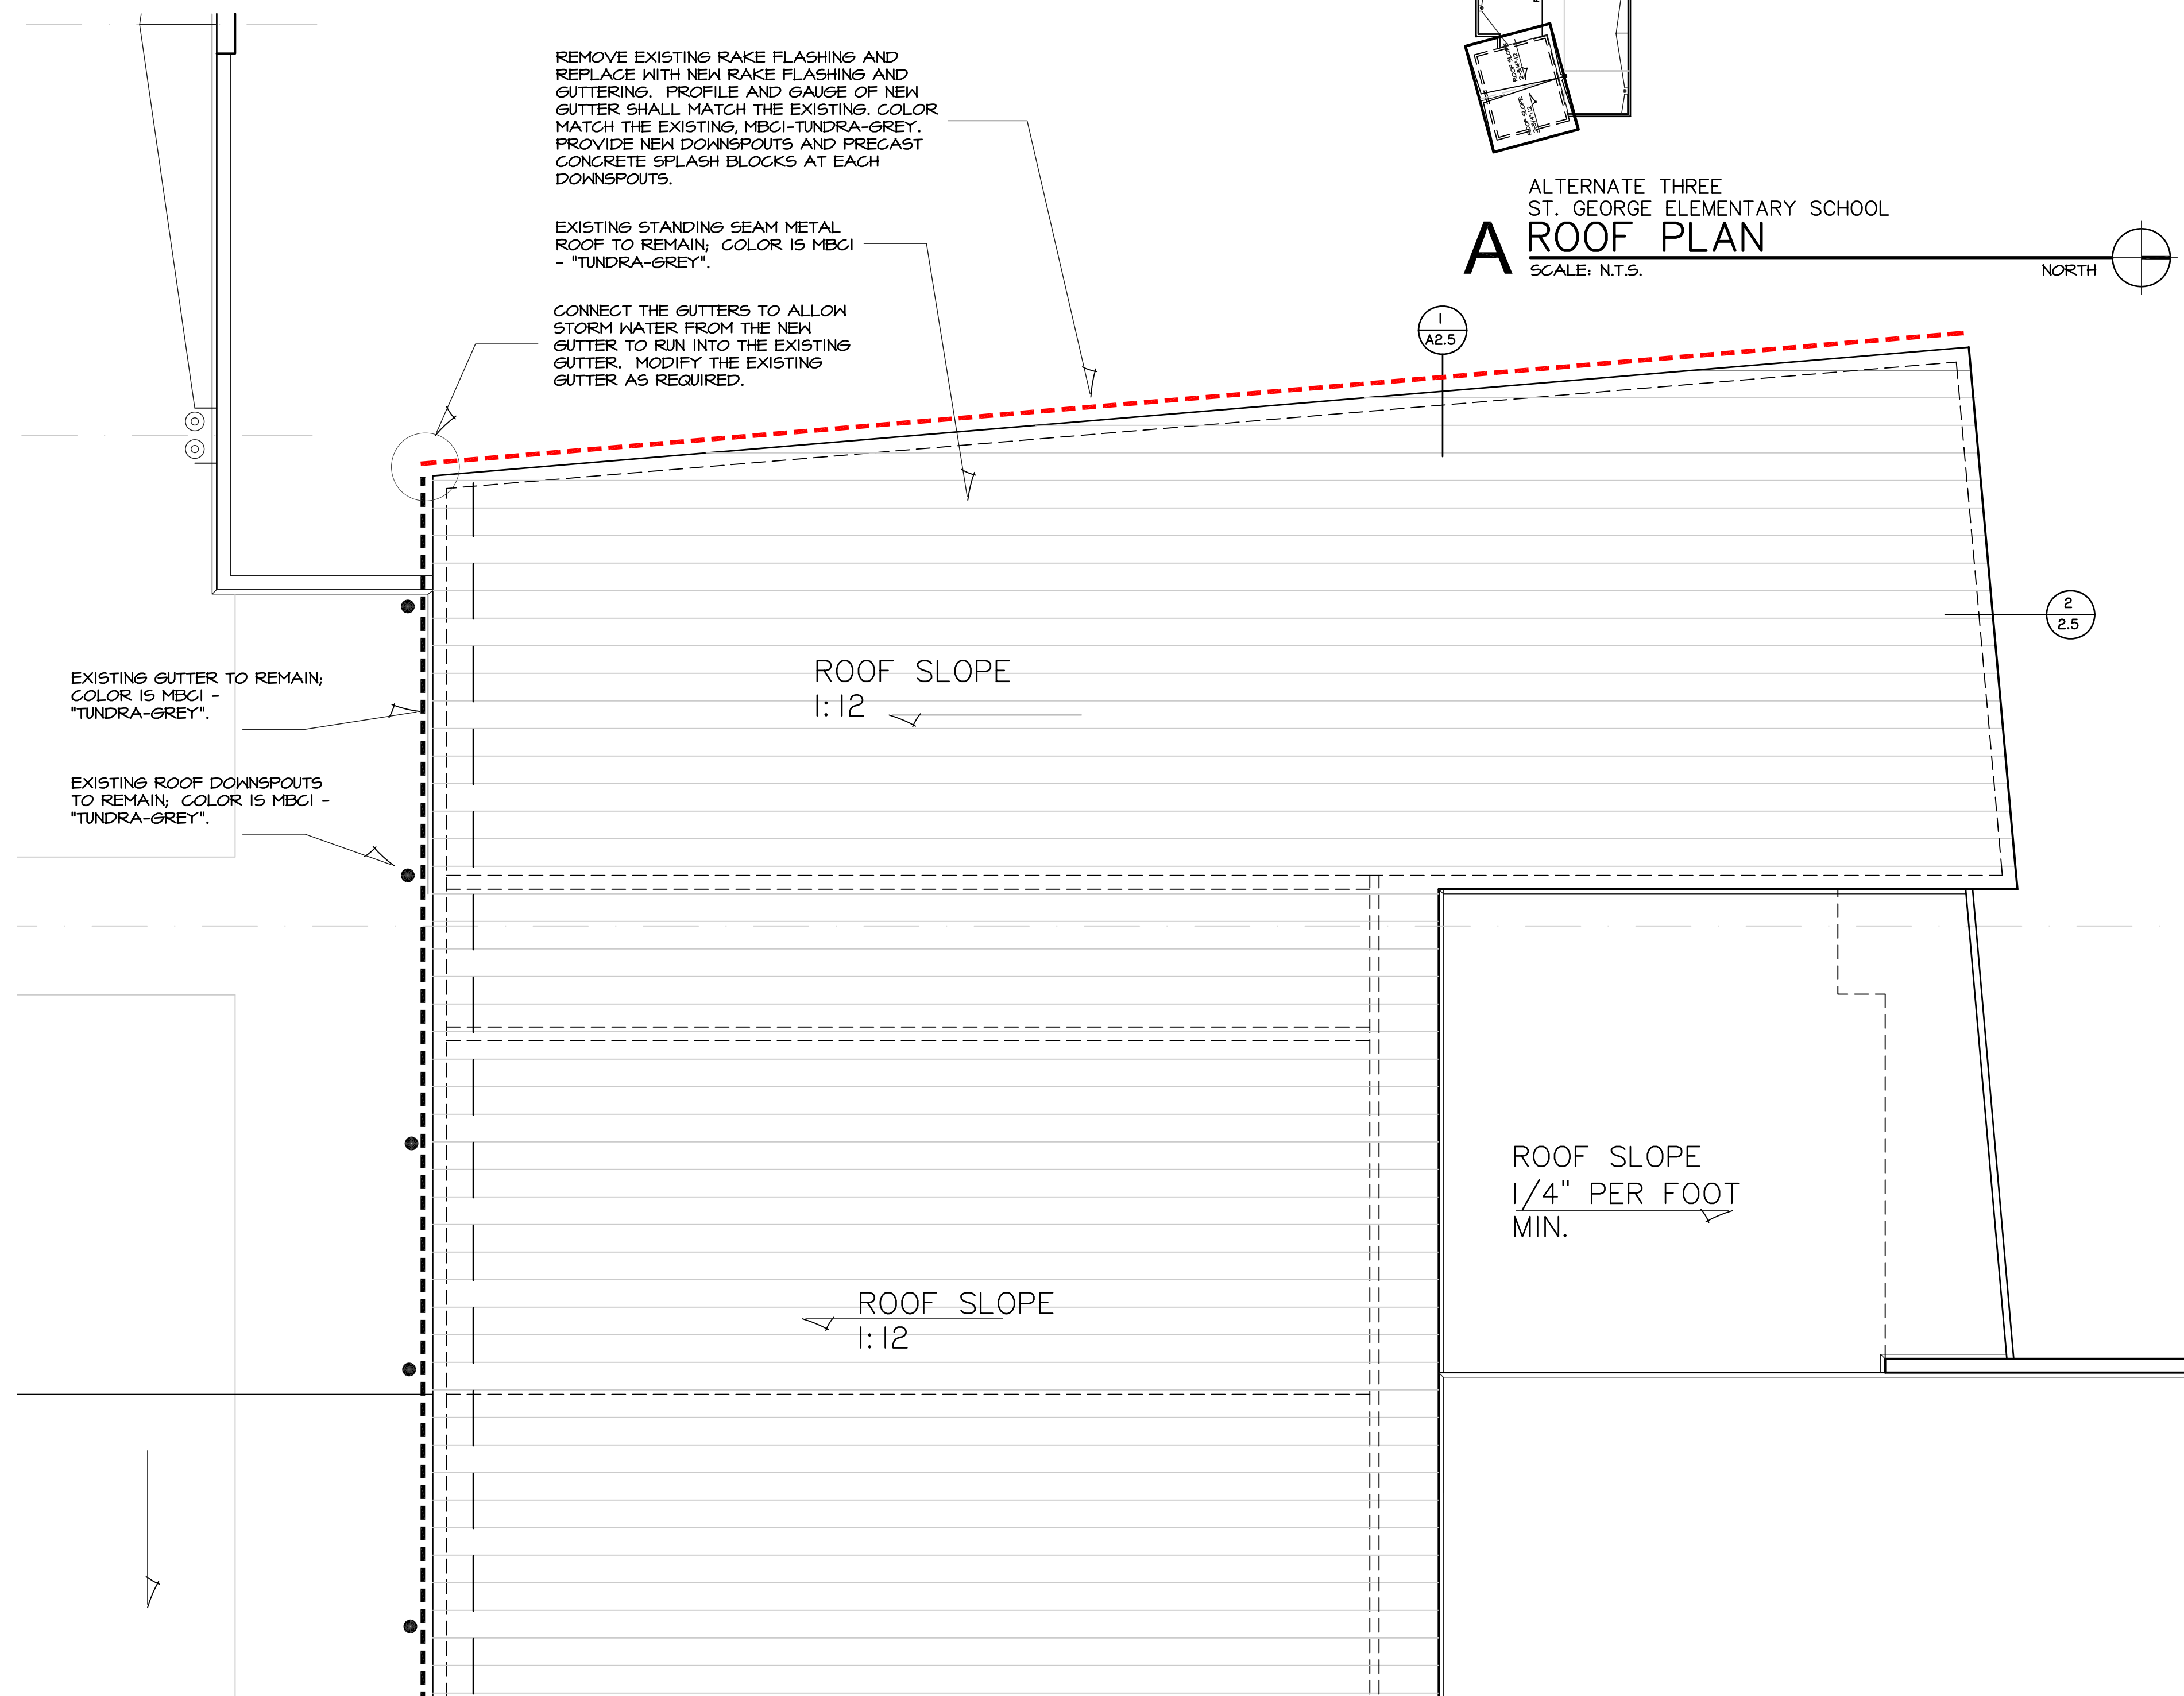 REMOVE EXISTING RAKE FLASHING AND
REPLACE WITH NEW RAKE FLASHING AND
GUTTERING.  PROFILE AND GAUGE OF NEW
GUTTER SHALL MATCH THE EXISTING. COLOR
MATCH THE EXISTING, MBCI-TUNDRA-GREY.
PROVIDE NEW DOWNSPOUTS AND PRECAST
CONCRETE SPLASH BLOCKS AT EACH
DOWNSPOUTS.
EXISTING STANDING SEAM METAL
ROOF TO REMAIN;  COLOR IS MBCI
- "TUNDRA-GREY".
CONNECT THE GUTTERS TO ALLOW
STORM WATER FROM THE NEW
GUTTER TO RUN INTO THE EXISTING
GUTTER.  MODIFY THE EXISTING
GUTTER AS REQUIRED.
ROOF SLOPE
ROOF SLOPE
ALTERNATE THREE
ST. GEORGE ELEMENTARY SCHOOL
A ROOF PLAN
SCALE: N.T.S.
NORTH
1
A2.5
2
2.5
EXISTING GUTTER TO REMAIN;
COLOR IS MBCI -
"TUNDRA-GREY".
EXISTING ROOF DOWNSPOUTS
TO REMAIN;  COLOR IS MBCI -
"TUNDRA-GREY".
ROOF SLOPE
1:12
ROOF SLOPE
1/4" PER FOOT
MIN.
ROOF SLOPE
1:12